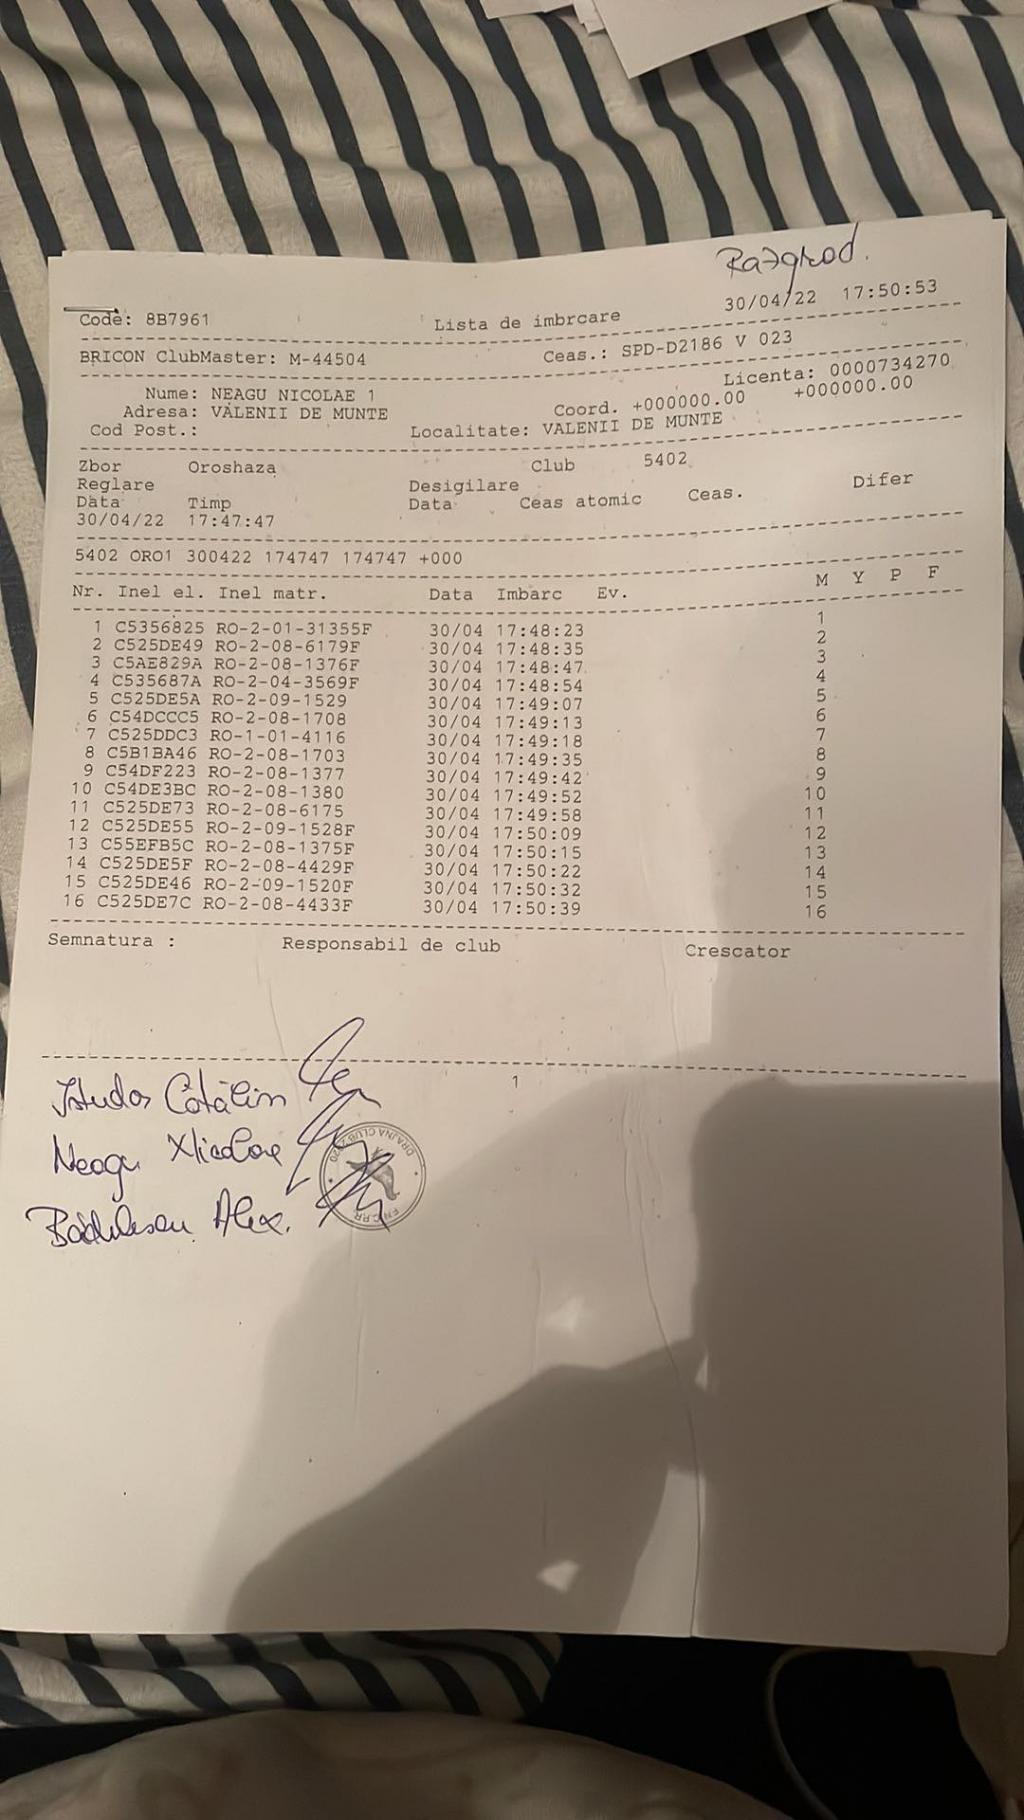 Razgrad.
30/04/22 17:50:53
Code: 8B7961 Lista de imbrcare
BRICON ClubMaster: M-44504 Ceas.: SPD-D2186 V 023
Licenta: 0000734270
Nume: NEAGU NICOLAE 1 Coord. +000000.00 +000000.00
Adresa: VALENII DE MUNTE
Cod Post.: Localitate: VALENII DE MUNTE
Zbor Oroshaza Club 5402
Reglare Desigilare
Data Timp Data Ceas atomic Ceas. Difer
30/04/22 17:47:47
5402 ORO1 300422 174747 174747 +000
Nr. Inel el. Inel matr. Data Imbarc Ev. M Y P F
1 C5356825 RO-2-01-31355F 30/04 17:48:23 1
2 C525DE49 RO-2-08-6179F 30/04 17:48:35 2
3 C5AE829A RO-2-08-1376F 30/04 17:48:47 3
4 C535687A RO-2-04-3569F 30/04 17:48:54 4
5 C525DE5A RO-2-09-1529 30/04 17:49:07 5
6 C54DCCC5 RO-2-08-1708 30/04 17:49:13 6
7 C525DDC3 RO-1-01-4116 30/04 17:49:18 7
8 C5B1BA46 RO-2-08-1703 30/04 17:49:35 8
9 C54DF223 RO-2-08-1377 30/04 17:49:42 9
10 C54DE3BC RO-2-08-1380 30/04 17:49:52 10
11 C525DE73 RO-2-08-6175 30/04 17:49:58 11
12 C525DE55 RO-2-09-1528F 30/04 17:50:09 12
13 C55EFB5C RO-2-08-1375F 30/04 17:50:15 13
14 C525DE5F RO-2-08-4429F 30/04 17:50:22 14
15 C525DE46 RO-2-09-1520F 30/04 17:50:32 15
16 C525DE7C RO-2-08-4433F 30/04 17:50:39 16
Semnatura : Responsabil de club Crescator
1
Cătălin
Neagu Nicolae
Alex.
DRAJNA CLUB 2020